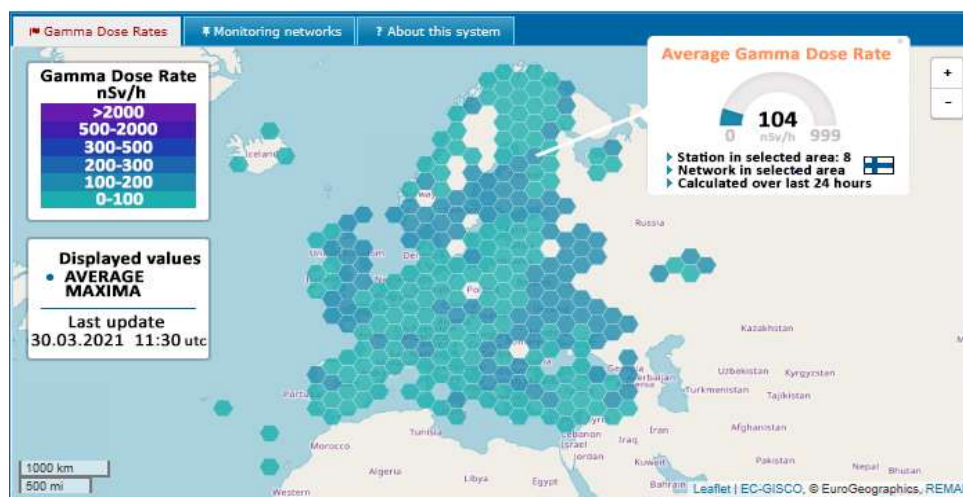 Gamma Dose Rates
Monitoring networks
? About this system
Gamma Dose Rate
nSv/h
>2000
500-2000
300-500
200-300
100-200
0-100
Displayed values
AVERAGE
MAXIMA
Last update
30.03.2021 11:30 utc
Average Gamma Dose Rate
104
0 nSv/h 999
Station in selected area: 8
Network in selected area
Calculated over last 24 hours
+
-
Iceland
Russia
Kazakhstan
Uzbekistan
Kyrgyzstan
Turkmenistan
Tajikistan
Afghanistan
Iran
Iraq
Lebanon
Israel
Jordan
Kuwait
Bahrain
Pakistan
Nepal
Bhutan
Tunisia
Morocco
Algeria
Libya
Egypt
Western
1000 km
500 mi
Leaflet | EC-GISCO, © EuroGeographics, REMA